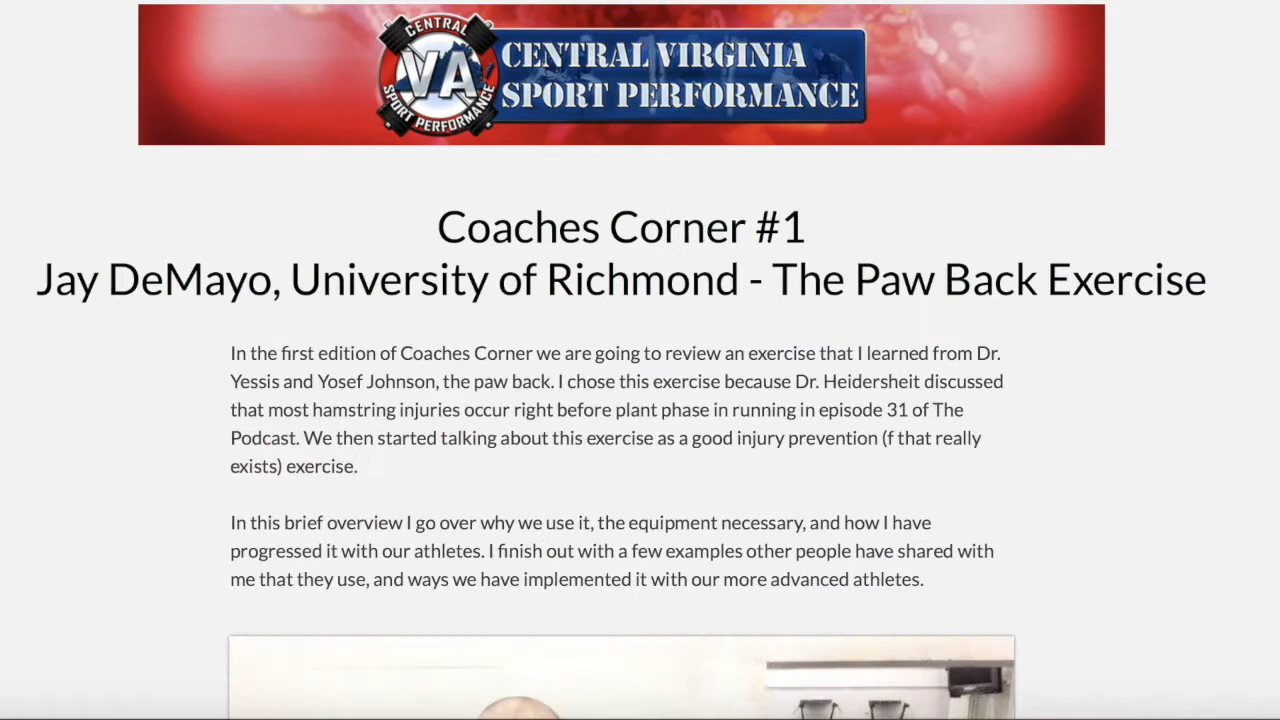 CENTRAL
VA
SPORT PERFORMANCE
CENTRAL VIRGINIA
SPORT PERFORMANCE
Coaches Corner #1
Jay DeMayo, University of Richmond - The Paw Back Exercise
In the first edition of Coaches Corner we are going to review an exercise that I learned from Dr.
Yessis and Yosef Johnson, the paw back. I chose this exercise because Dr. Heidersheit discussed
that most hamstring injuries occur right before plant phase in running in episode 31 of The
Podcast. We then started talking about this exercise as a good injury prevention (f that really
exists) exercise.
In this brief overview I go over why we use it, the equipment necessary, and how I have
progressed it with our athletes. I finish out with a few examples other people have shared with
me that they use, and ways we have implemented it with our more advanced athletes.